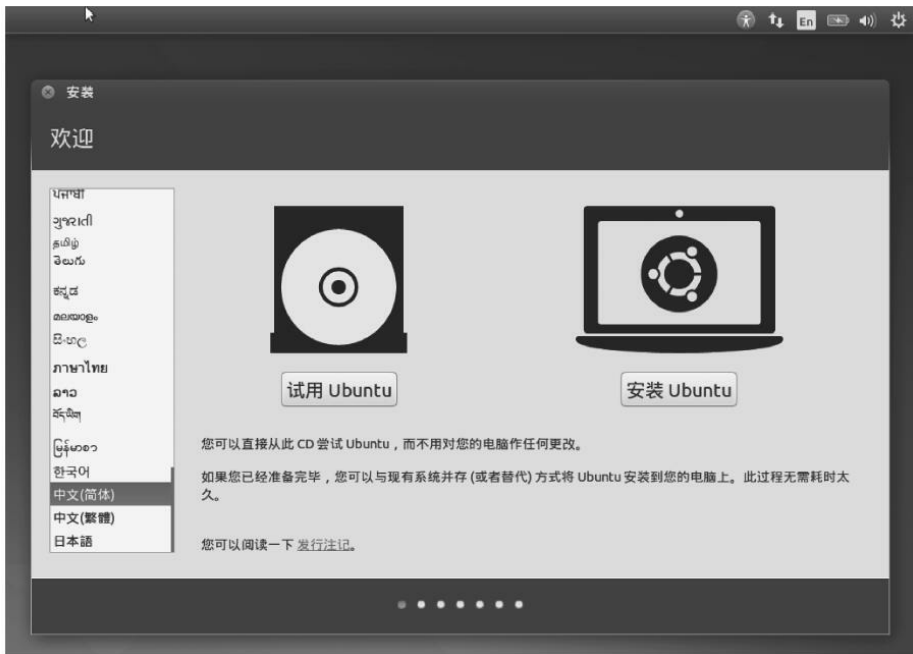 En
安装
欢迎
ਪੰਜਾਬੀ
ગુજરાતી
தமிழ்
తెలుగు
ಕನ್ನಡ
മലയാളം
සිංහල
ภาษาไทย
ລາວ
བོད་ཡིག
မြန်မာစာ
한국어
中文(简体)
中文(繁體)
日本語
试用 Ubuntu
安装 Ubuntu
您可以直接从此 CD 尝试 Ubuntu，而不用对您的电脑作任何更改。
如果您已经准备完毕，您可以与现有系统并存 (或者替代) 方式将 Ubuntu 安装到您的电脑上。此过程无需耗时太
久。
您可以阅读一下 发行注记。